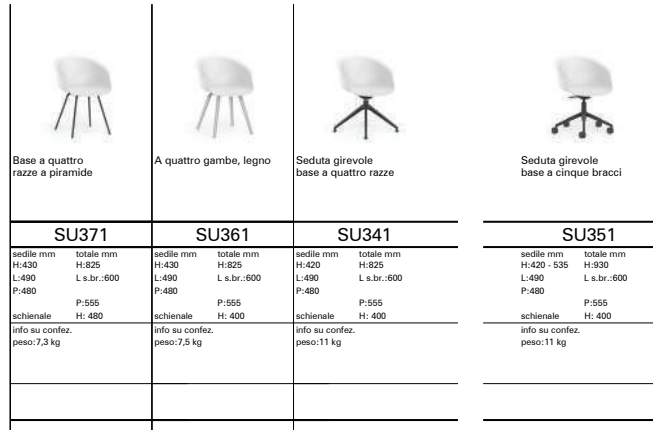 Base a quattro
razze a piramide
A quattro gambe, legno
Seduta girevole
base a quattro razze
Seduta girevole
base a cinque bracci
SU371
SU361
SU341
SU351
sedile mm totale mm
H:430 H:825
L:490 L s.br.:600
P:480
P:555
schienale H: 480
info su confez.
peso:7,3 kg
sedile mm totale mm
H:430 H:825
L:490 L s.br.:600
P:480
P:555
schienale H: 400
info su confez.
peso:7,5 kg
sedile mm totale mm
H:420 H:825
L:490 L s.br.:600
P:480
P:555
schienale H: 400
info su confez.
peso:11 kg
sedile mm totale mm
H:420 - 535 H:930
L:490 L s.br.:600
P:480
P:555
schienale H: 400
info su confez.
peso:11 kg